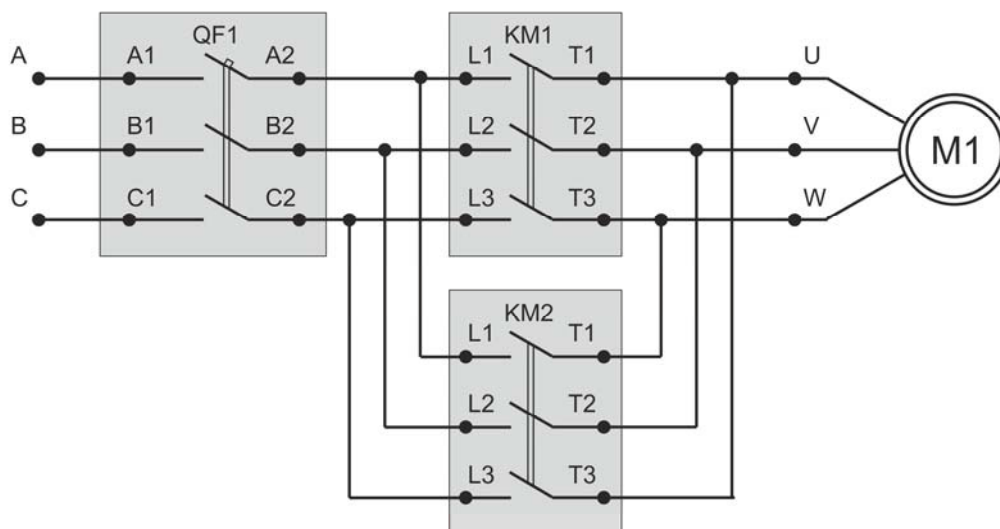 QF1 KM1
A A1 A2 L1 T1 U
B B1 B2 L2 T2 V
M1
C C1 C2 L3 T3 W
KM2
L1 T1
L2 T2
L3 T3